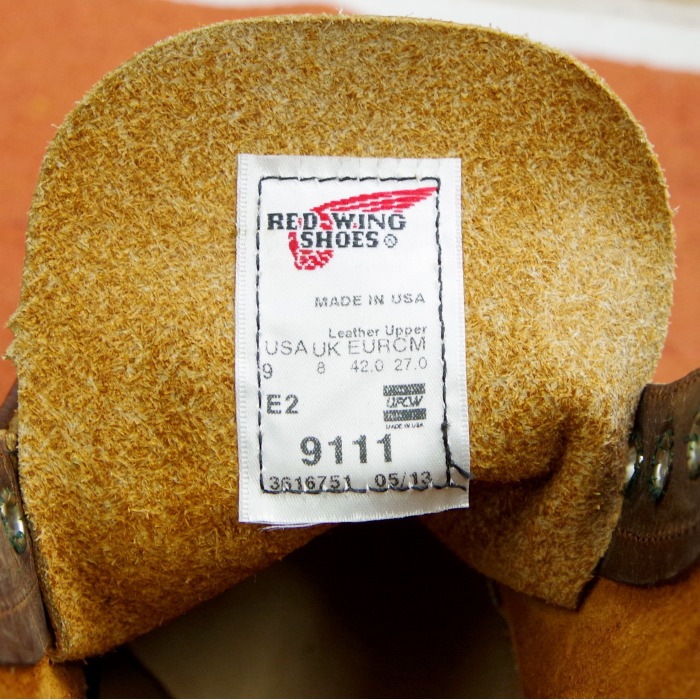 RED WING
SHOES®
MADE IN USA
Leather Upper
USA UK EUR CM
9 8 42.0 27.0
E2
UFCW
MADE IN USA
9111
3616751 05/13